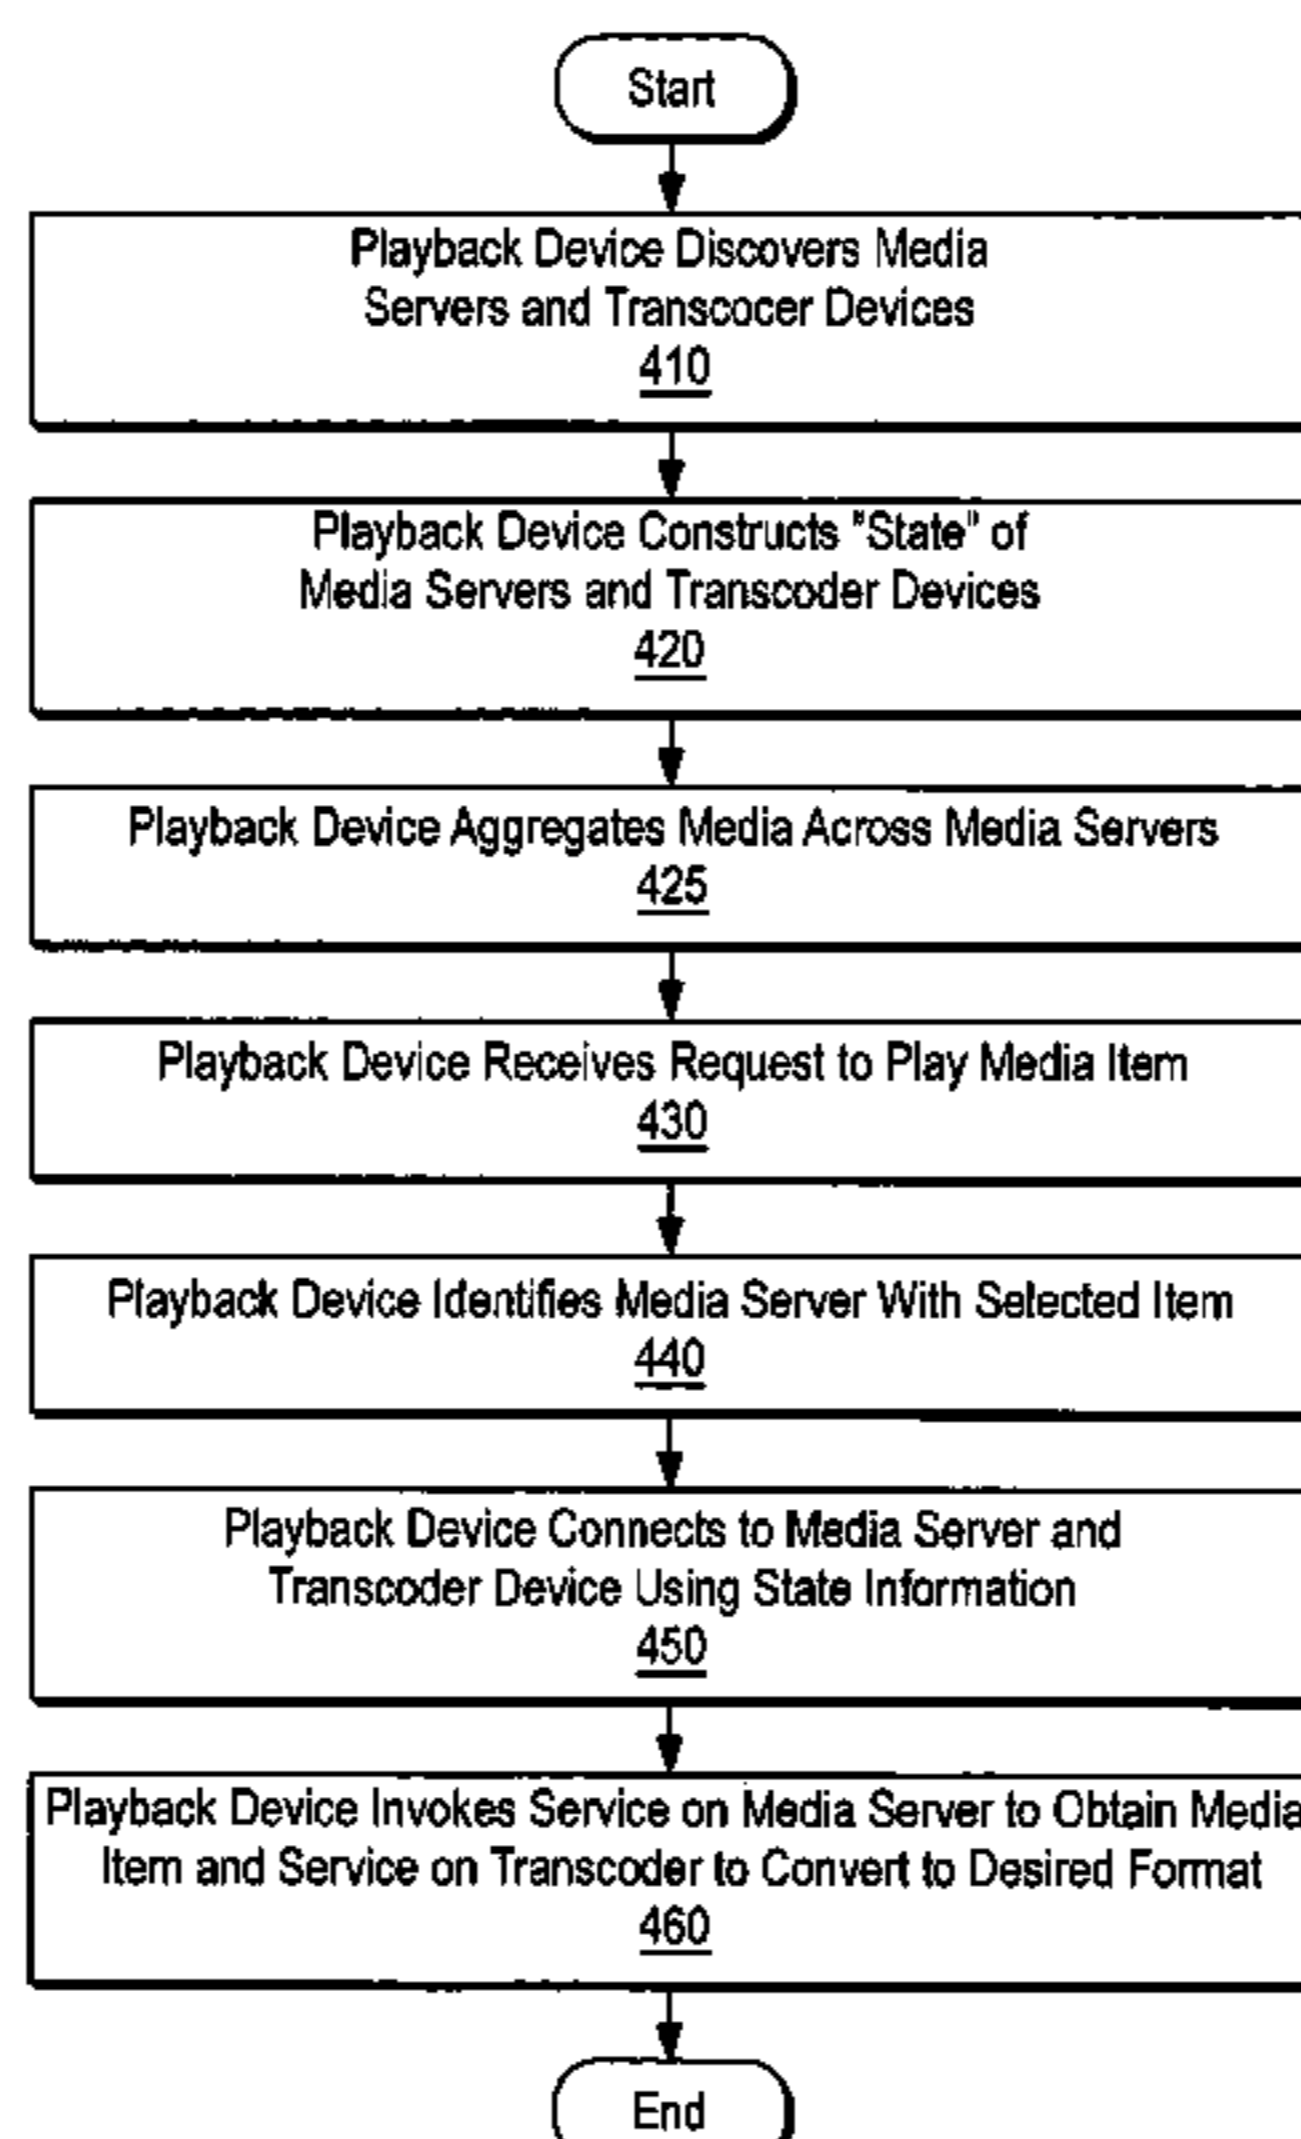 Start
Playback Device Discovers Media
Servers and Transcocer Devices
410
Playback Device Constructs "State" of
Media Servers and Transcoder Devices
420
Playback Device Aggregates Media Across Media Servers
425
Playback Device Receives Request to Play Media Item
430
Playback Device Identifies Media Server With Selected Item
440
Playback Device Connects to Media Server and
Transcoder Device Using State Information
450
Playback Device Invokes Service on Media Server to Obtain Media
Item and Service on Transcoder to Convert to Desired Format
460
End